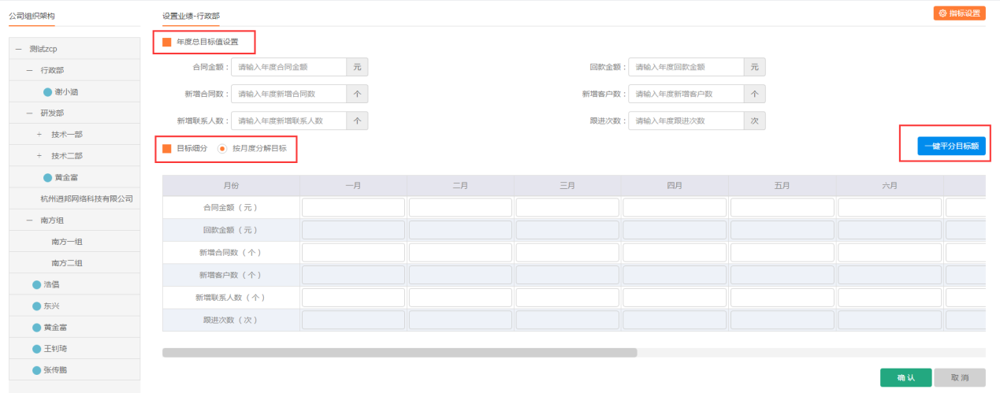 公司组织架构
设置业绩-行政部
指标设置
测试zcp
行政部
谢小涵
研发部
技术一部
技术二部
黄金富
杭州逍邦网络科技有限公司
南方组
南方一组
南方二组
浩倡
东兴
黄金富
王钊琦
张传鹏
年度总目标值设置
合同金额： 请输入年度合同金额 元
回款金额： 请输入年度回款金额 元
新增合同数： 请输入年度新增合同数 个
新增客户数： 请输入年度新增客户数 个
新增联系人数： 请输入年度新增联系人数 个
跟进次数： 请输入年度跟进次数 次
目标细分 按月度分解目标
一键平分目标额
月份 一月 二月 三月 四月 五月 六月
合同金额（元）
回款金额（元）
新增合同数（个）
新增客户数（个）
新增联系人数（个）
跟进次数（次）
确认 取消